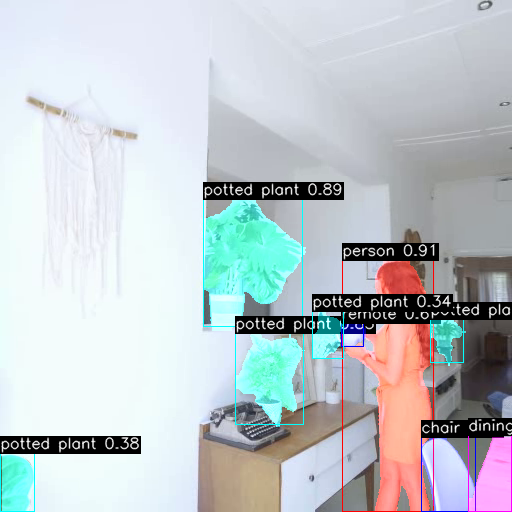 potted plant 0.89
person 0.91
potted plant 0.34
remote 0.6
potted pla
potted plant 0.83
chair
dining
potted plant 0.38